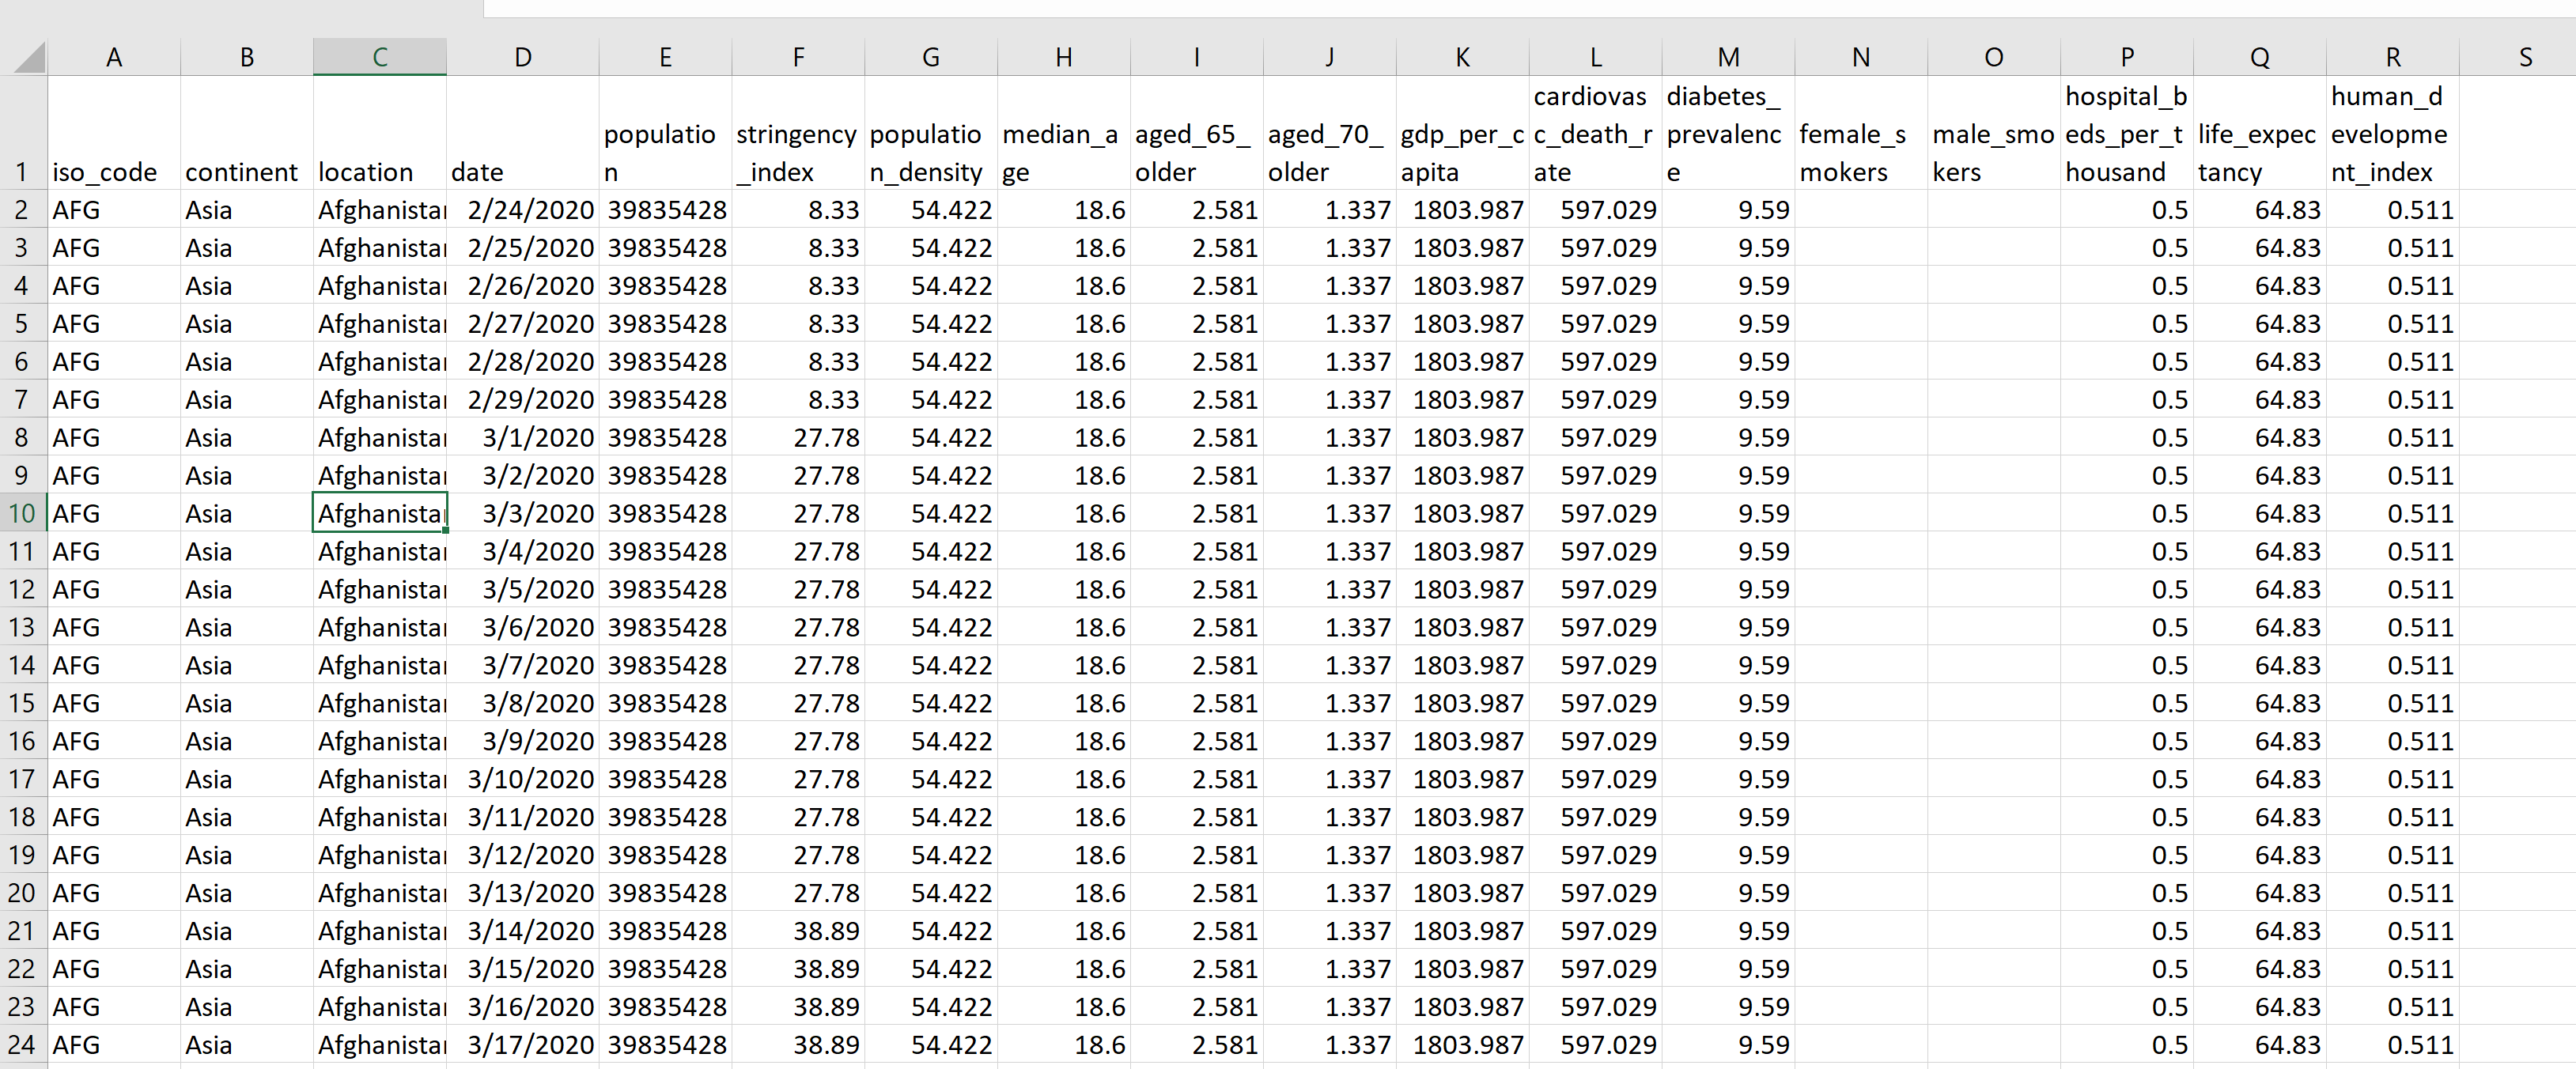 A B C D E F G H I J K L M N O P Q R S
1 iso_code continent location date population stringency_index population_density median_age aged_65_older aged_70_older gdp_per_capita cardiovasc_death_rate diabetes_prevalence female_smokers male_smokers hospital_beds_per_thousand life_expectancy human_development_index
2 AFG Asia Afghanistan 2/24/2020 39835428 8.33 54.422 18.6 2.581 1.337 1803.987 597.029 9.59 0.5 64.83 0.511
3 AFG Asia Afghanistan 2/25/2020 39835428 8.33 54.422 18.6 2.581 1.337 1803.987 597.029 9.59 0.5 64.83 0.511
4 AFG Asia Afghanistan 2/26/2020 39835428 8.33 54.422 18.6 2.581 1.337 1803.987 597.029 9.59 0.5 64.83 0.511
5 AFG Asia Afghanistan 2/27/2020 39835428 8.33 54.422 18.6 2.581 1.337 1803.987 597.029 9.59 0.5 64.83 0.511
6 AFG Asia Afghanistan 2/28/2020 39835428 8.33 54.422 18.6 2.581 1.337 1803.987 597.029 9.59 0.5 64.83 0.511
7 AFG Asia Afghanistan 2/29/2020 39835428 8.33 54.422 18.6 2.581 1.337 1803.987 597.029 9.59 0.5 64.83 0.511
8 AFG Asia Afghanistan 3/1/2020 39835428 27.78 54.422 18.6 2.581 1.337 1803.987 597.029 9.59 0.5 64.83 0.511
9 AFG Asia Afghanistan 3/2/2020 39835428 27.78 54.422 18.6 2.581 1.337 1803.987 597.029 9.59 0.5 64.83 0.511
10 AFG Asia Afghanistan 3/3/2020 39835428 27.78 54.422 18.6 2.581 1.337 1803.987 597.029 9.59 0.5 64.83 0.511
11 AFG Asia Afghanistan 3/4/2020 39835428 27.78 54.422 18.6 2.581 1.337 1803.987 597.029 9.59 0.5 64.83 0.511
12 AFG Asia Afghanistan 3/5/2020 39835428 27.78 54.422 18.6 2.581 1.337 1803.987 597.029 9.59 0.5 64.83 0.511
13 AFG Asia Afghanistan 3/6/2020 39835428 27.78 54.422 18.6 2.581 1.337 1803.987 597.029 9.59 0.5 64.83 0.511
14 AFG Asia Afghanistan 3/7/2020 39835428 27.78 54.422 18.6 2.581 1.337 1803.987 597.029 9.59 0.5 64.83 0.511
15 AFG Asia Afghanistan 3/8/2020 39835428 27.78 54.422 18.6 2.581 1.337 1803.987 597.029 9.59 0.5 64.83 0.511
16 AFG Asia Afghanistan 3/9/2020 39835428 27.78 54.422 18.6 2.581 1.337 1803.987 597.029 9.59 0.5 64.83 0.511
17 AFG Asia Afghanistan 3/10/2020 39835428 27.78 54.422 18.6 2.581 1.337 1803.987 597.029 9.59 0.5 64.83 0.511
18 AFG Asia Afghanistan 3/11/2020 39835428 27.78 54.422 18.6 2.581 1.337 1803.987 597.029 9.59 0.5 64.83 0.511
19 AFG Asia Afghanistan 3/12/2020 39835428 27.78 54.422 18.6 2.581 1.337 1803.987 597.029 9.59 0.5 64.83 0.511
20 AFG Asia Afghanistan 3/13/2020 39835428 27.78 54.422 18.6 2.581 1.337 1803.987 597.029 9.59 0.5 64.83 0.511
21 AFG Asia Afghanistan 3/14/2020 39835428 38.89 54.422 18.6 2.581 1.337 1803.987 597.029 9.59 0.5 64.83 0.511
22 AFG Asia Afghanistan 3/15/2020 39835428 38.89 54.422 18.6 2.581 1.337 1803.987 597.029 9.59 0.5 64.83 0.511
23 AFG Asia Afghanistan 3/16/2020 39835428 38.89 54.422 18.6 2.581 1.337 1803.987 597.029 9.59 0.5 64.83 0.511
24 AFG Asia Afghanistan 3/17/2020 39835428 38.89 54.422 18.6 2.581 1.337 1803.987 597.029 9.59 0.5 64.83 0.511